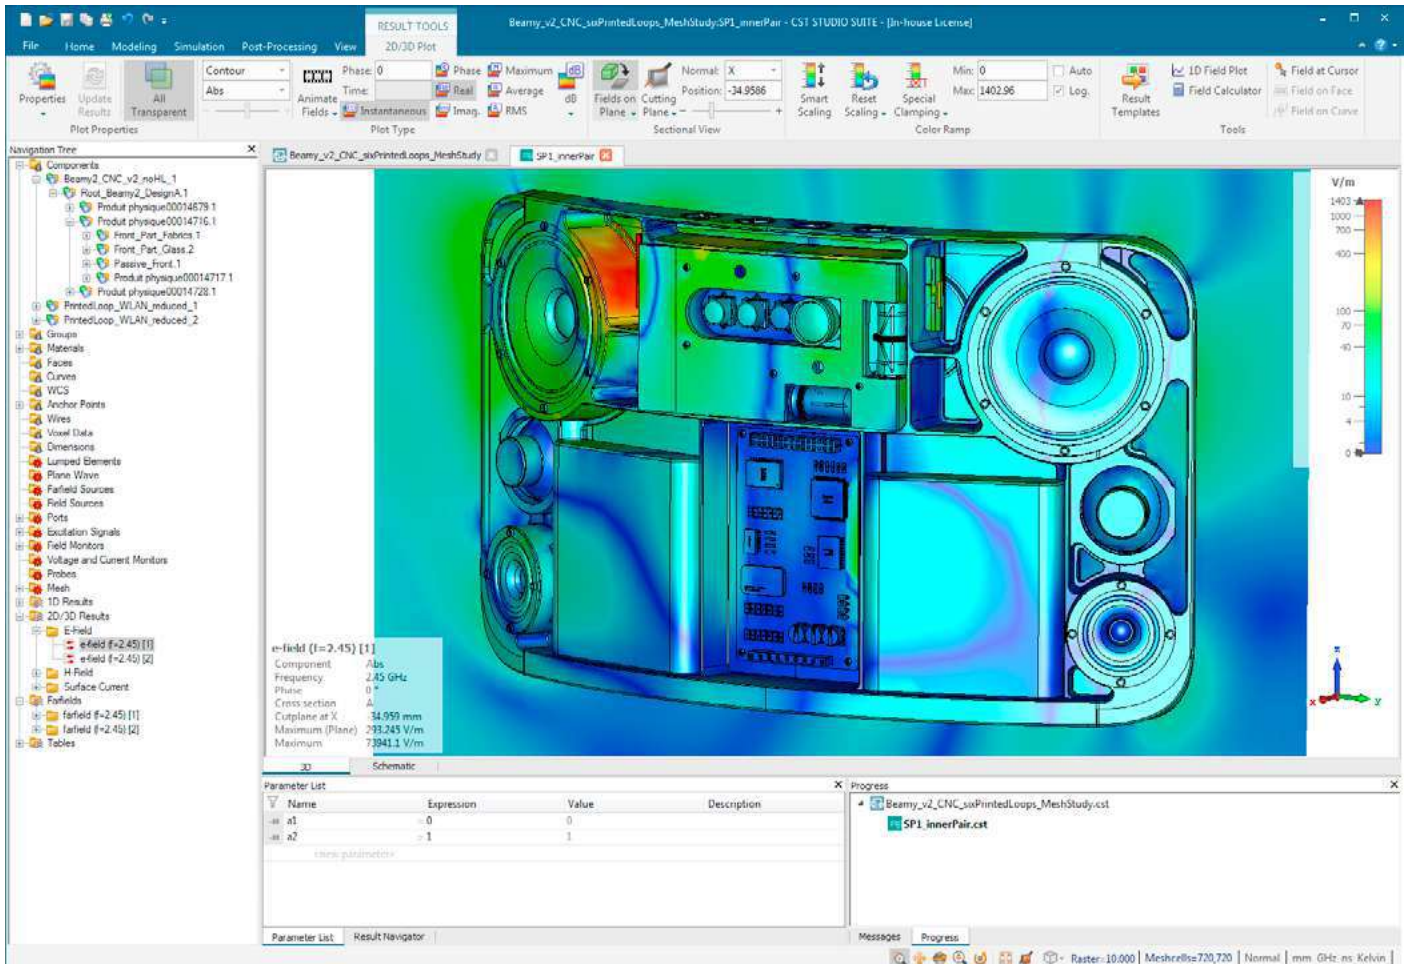 RESULT TOOLS
Beamy_v2_CNC_sixPrintedLoops_MeshStudy:SP1_innerPair - CST STUDIO SUITE - [In-house License]
File Home Modeling Simulation Post-Processing View 2D/3D Plot
Properties
Update Results
All Transparent
Plot Properties
Contour
Abs
Animate Fields
Phase: 0
Time:
Instantaneous
Phase Maximum
Real Average
Imag. RMS
dB
dB
Plot Type
Fields on Plane
Cutting Plane
Normal: X
Position: -34.9586
Sectional View
Smart Scaling
Reset Scaling
Special Clamping
Min: 0 Auto
Max: 1402.96 Log.
Color Ramp
Result Templates
1D Field Plot
Field Calculator
Field at Cursor
Field on Face
Field on Curve
Tools
Navigation Tree
Components
Beamy2_CNC_v2_noHL_1
Root_Beamy2_DesignA.1
Produit physique00014679.1
Produit physique00014716.1
Front_Part_Fabrics.1
Front_Part_Glass.2
Passive_Front.1
Produit physique00014717.1
Produit physique00014728.1
PrintedLoop_WLAN_reduced_1
PrintedLoop_WLAN_reduced_2
Groups
Materials
Faces
Curves
WCS
Anchor Points
Wires
Voxel Data
Dimensions
Lumped Elements
Plane Wave
Farfield Sources
Field Sources
Ports
Excitation Signals
Field Monitors
Voltage and Current Monitors
Probes
Mesh
1D Results
2D/3D Results
E-Field
e-field (f=2.45) [1]
e-field (f=2.45) [2]
H-Field
Surface Current
Farfields
farfield (f=2.45) [1]
farfield (f=2.45) [2]
Tables
Beamy_v2_CNC_sixPrintedLoops_MeshStudy
SP1_innerPair
V/m
1403
1000
700
400
100
70
40
10
4
0
e-field (f=2.45) [1]
Component Abs
Frequency 2.45 GHz
Phase 0 °
Cross section A
Cutplane at X -34.959 mm
Maximum (Plane) 293.245 V/m
Maximum 73941.1 V/m
z
x
y
3D Schematic
Parameter List
Name Expression Value Description
a1 = 0 0
a2 = 1 1
<new parameter>
Parameter List Result Navigator
Progress
Beamy_v2_CNC_sixPrintedLoops_MeshStudy.cst
SP1_innerPair.cst
Messages Progress
Raster=10.000 Meshcells=720,720 Normal mm GHz ns Kelvin